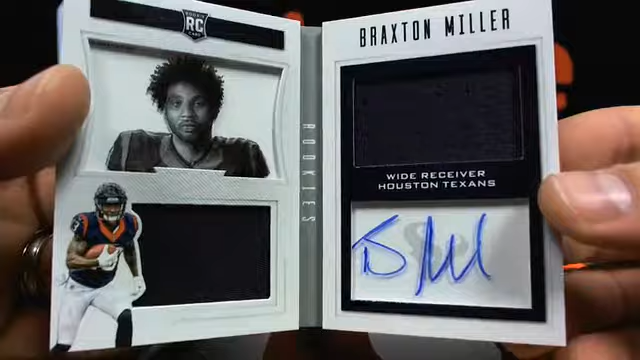 ROOKIE
RC
CARD
ROOKIES
BRAXTON MILLER
WIDE RECEIVER
HOUSTON TEXANS